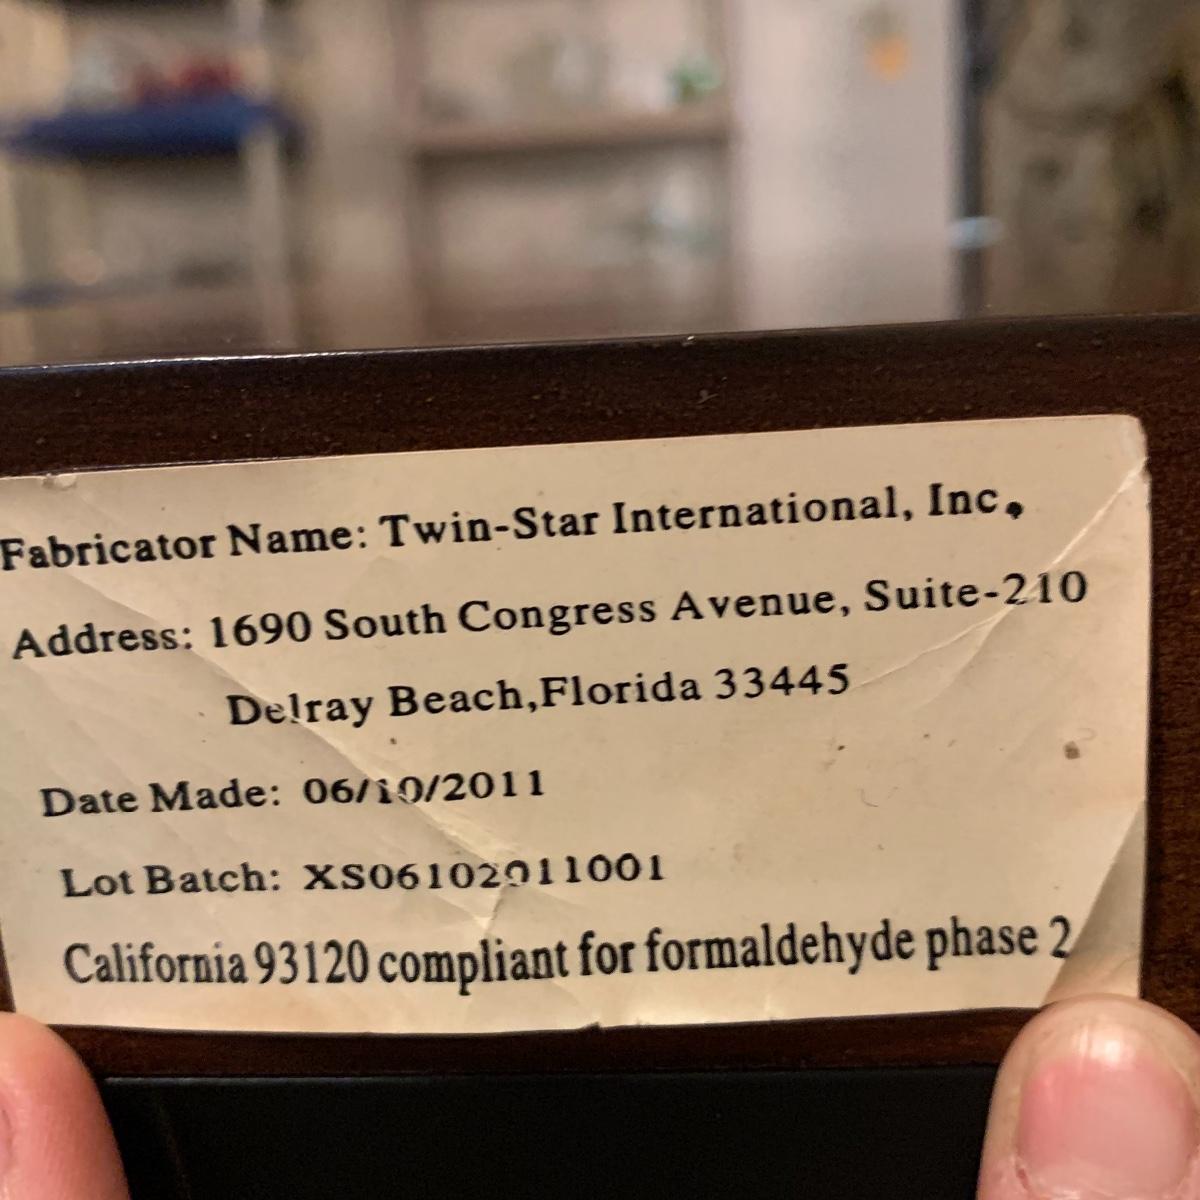 Fabricator Name: Twin-Star International, Inc.
Address: 1690 South Congress Avenue, Suite-210
Delray Beach,Florida 33445
Date Made: 06/10/2011
Lot Batch: XS06102011001
California 93120 compliant for formaldehyde phase 2